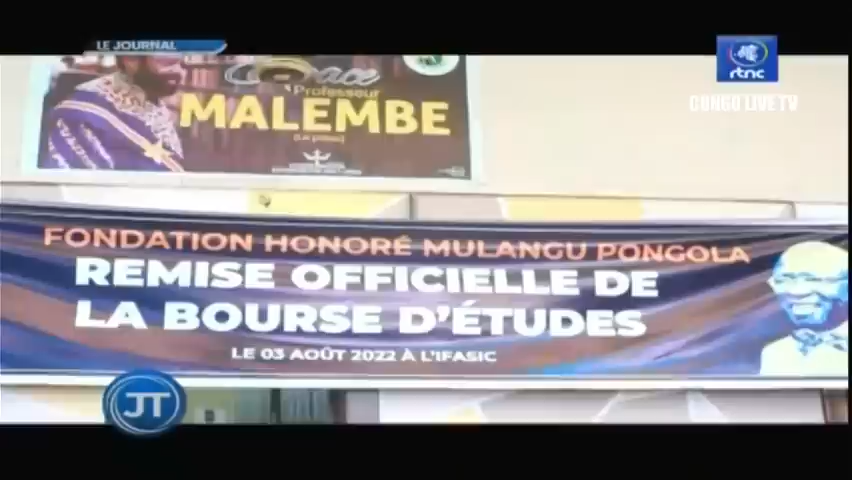 LE JOURNAL
rtnc
CONGO LIVE TV
Professeur
MALEMBE
FONDATION HONORÉ MULANGU PONGOLA
REMISE OFFICIELLE DE
LA BOURSE D'ÉTUDES
LE 03 AOÛT 2022 À L'IFASIC
JT